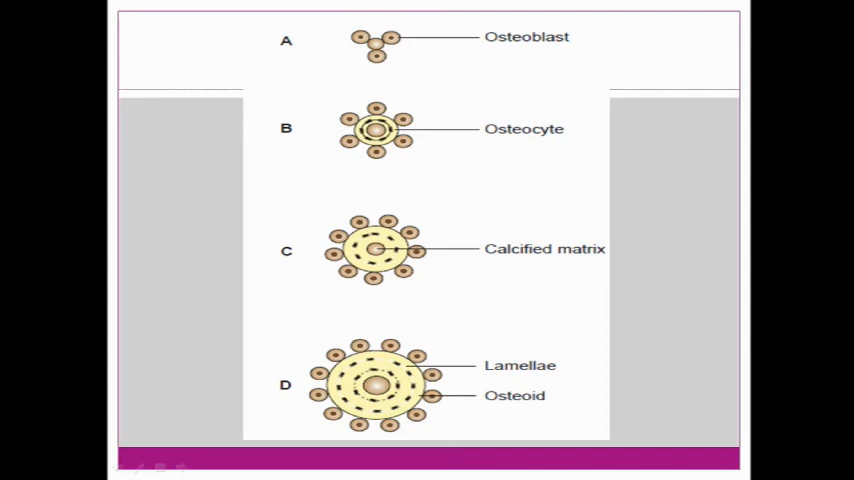 A
Osteoblast
B
Osteocyte
C
Calcified matrix
D
Lamellae
Osteoid